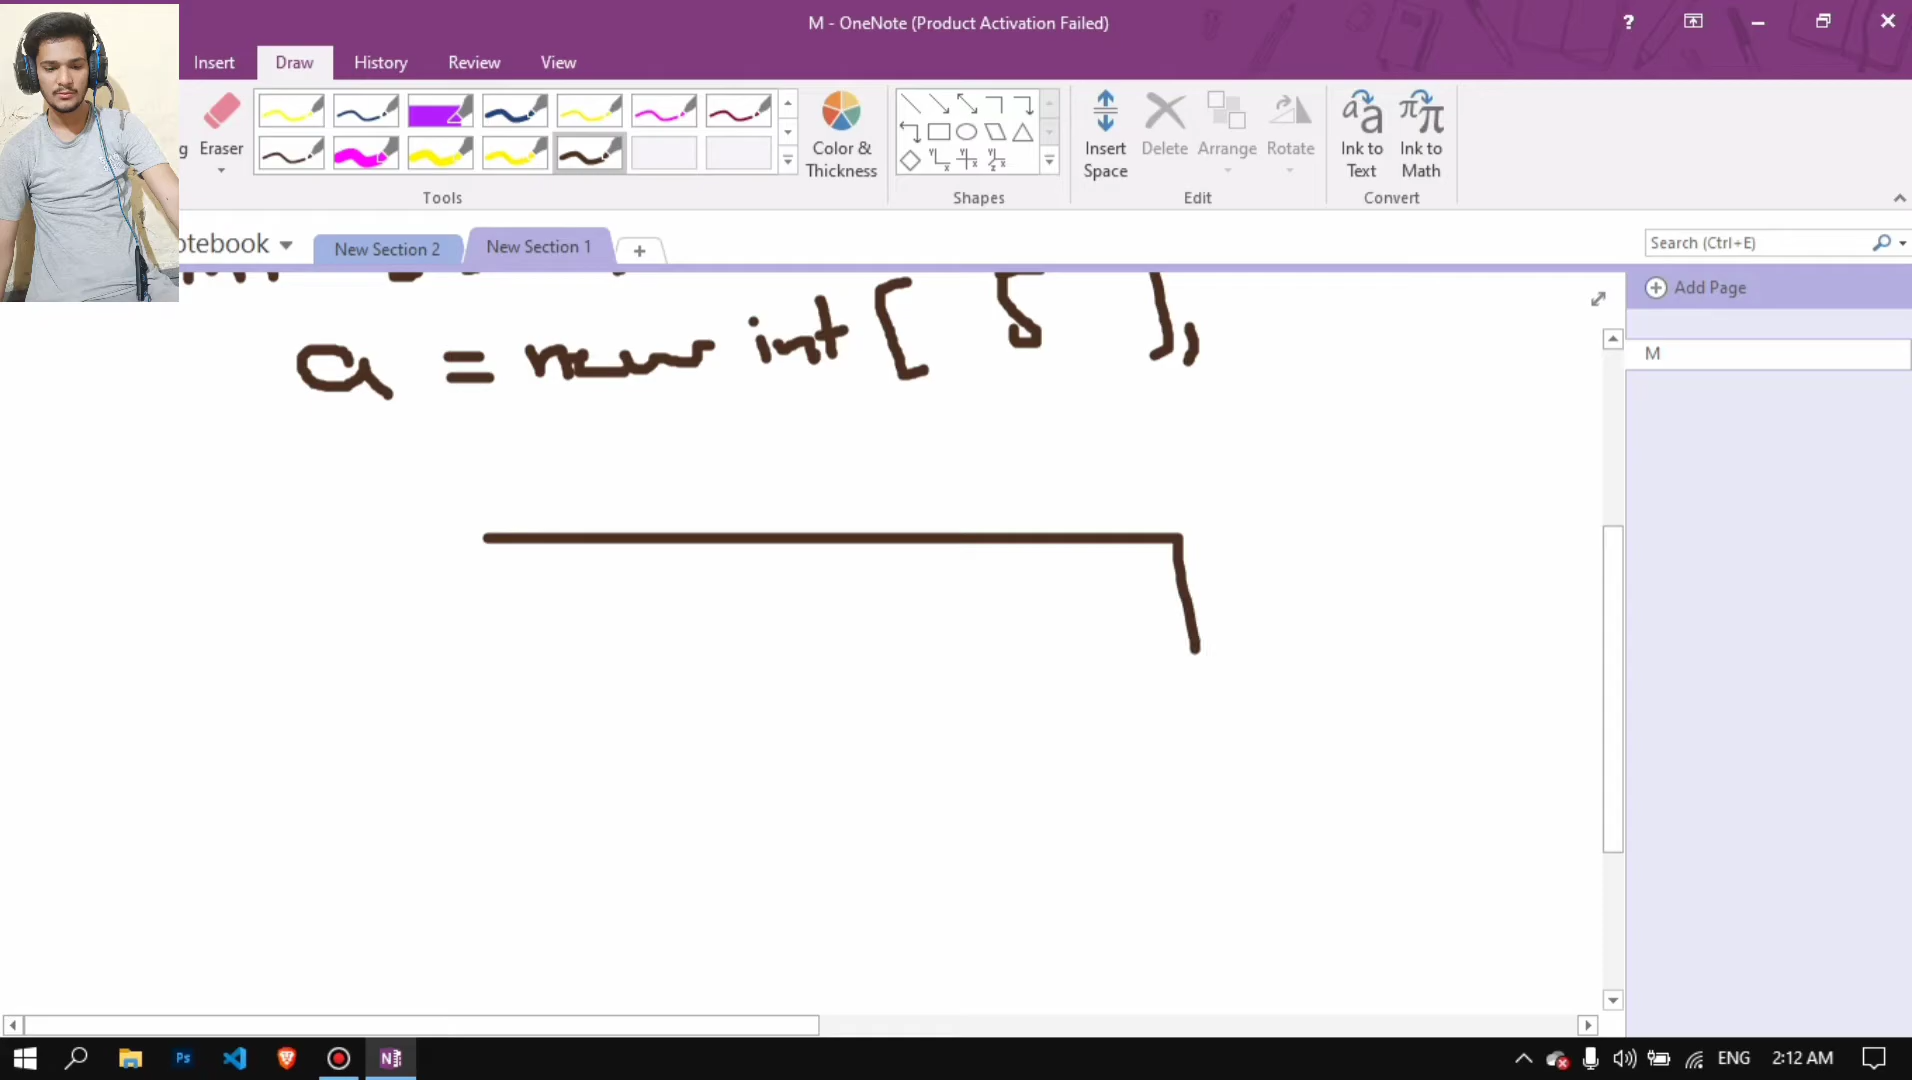 M - OneNote (Product Activation Failed)
?
Insert Draw History Review View
Eraser
Color & Thickness
Insert Space
Delete
Arrange
Rotate
Ink to Text
Ink to Math
Tools
Shapes
Edit
Convert
otebook
New Section 2
New Section 1
Search (Ctrl+E)
Add Page
M
a = new int [ 5 ];
Ps
N
ENG
2:12 AM